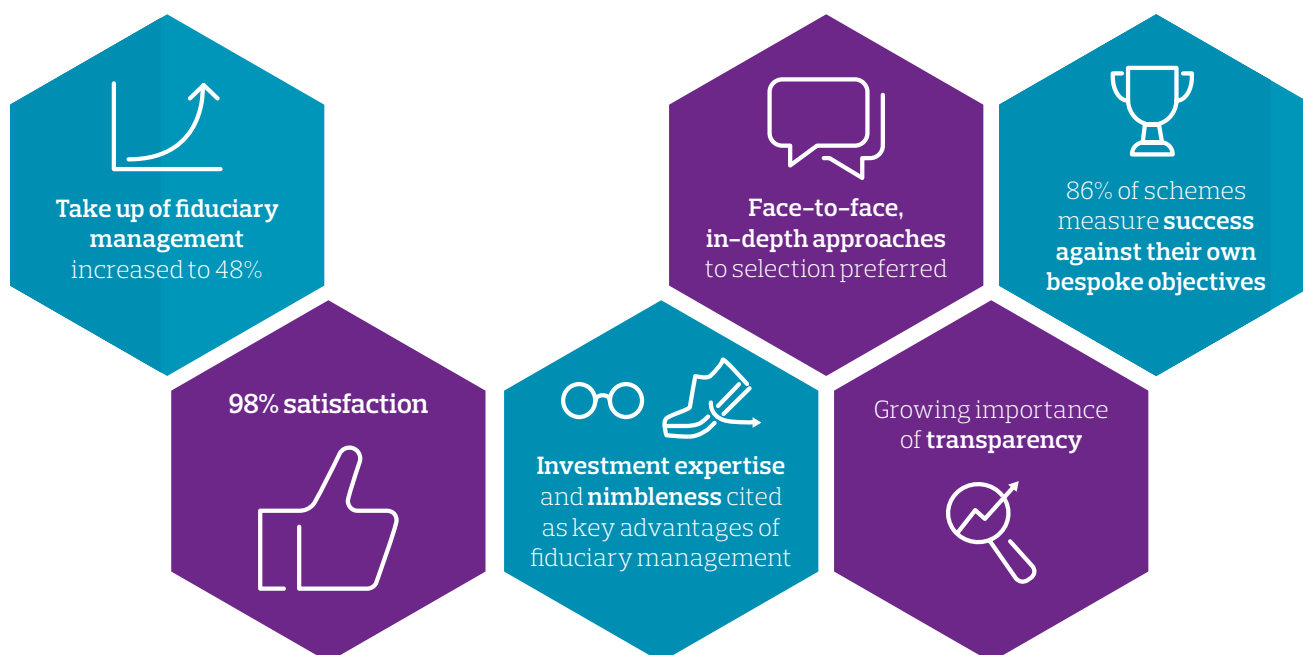 Take up of fiduciary
management
increased to 48%
98% satisfaction
Investment expertise
and nimbleness cited
as key advantages of
fiduciary management
Face-to-face,
in-depth approaches
to selection preferred
Growing importance
of transparency
86% of schemes
measure success
against their own
bespoke objectives